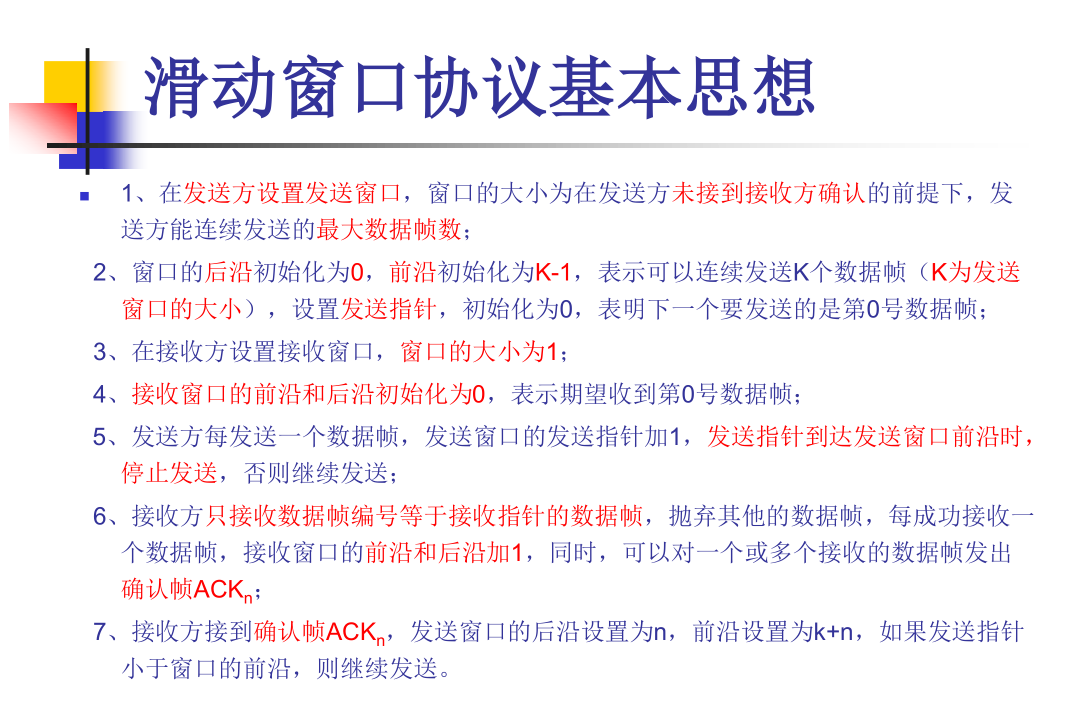 滑动窗口协议基本思想
1、在发送方设置发送窗口，窗口的大小为在发送方未接到接收方确认的前提下，发
送方能连续发送的最大数据帧数；
2、窗口的后沿初始化为0，前沿初始化为K-1，表示可以连续发送K个数据帧（K为发送
窗口的大小），设置发送指针，初始化为0，表明下一个要发送的是第0号数据帧；
3、在接收方设置接收窗口，窗口的大小为1；
4、接收窗口的前沿和后沿初始化为0，表示期望收到第0号数据帧；
5、发送方每发送一个数据帧，发送窗口的发送指针加1，发送指针到达发送窗口前沿时，
停止发送，否则继续发送；
6、接收方只接收数据帧编号等于接收指针的数据帧，抛弃其他的数据帧，每成功接收一
个数据帧，接收窗口的前沿和后沿加1，同时，可以对一个或多个接收的数据帧发出
确认帧ACKn；
7、接收方接到确认帧ACKn，发送窗口的后沿设置为n，前沿设置为k+n，如果发送指针
小于窗口的前沿，则继续发送。